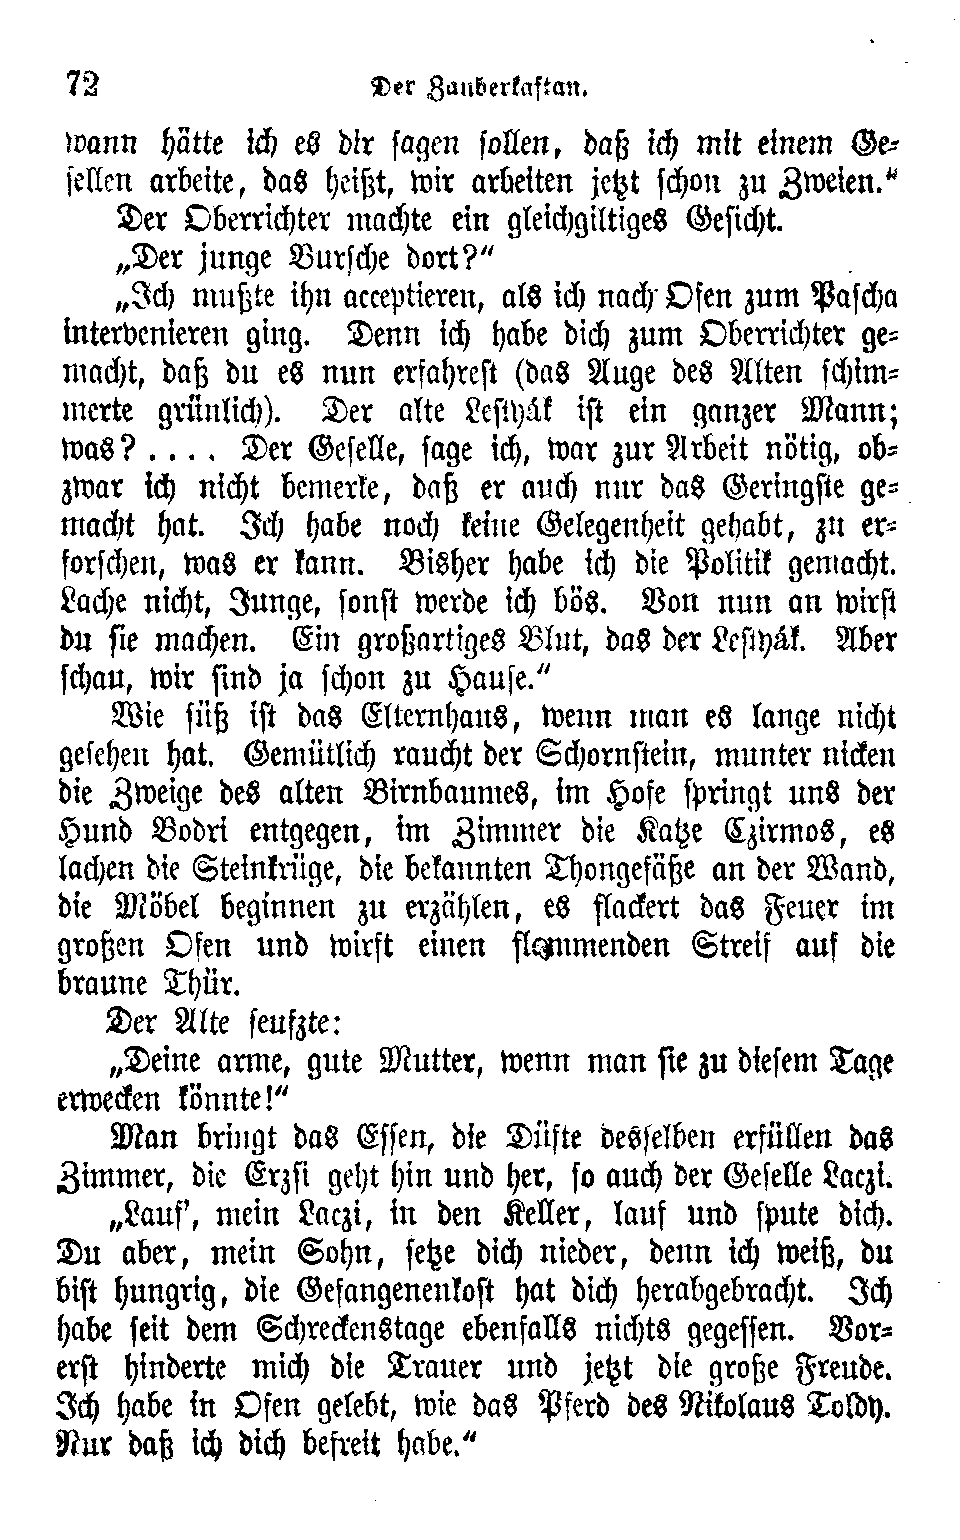 72 Der Zauberkaftan.
wann hätte ich es dir sagen sollen, daß ich mit einem Ge-
sellen arbeite, das heißt, wir arbeiten jetzt schon zu Zweien."
Der Oberrichter machte ein gleichgiltiges Gesicht.
„Der junge Bursche dort?"
„Ich mußte ihn acceptieren, als ich nach Ofen zum Pascha
intervenieren ging. Denn ich habe dich zum Oberrichter ge-
macht, daß du es nun erfahrest (das Auge des Alten schim-
merte grünlich). Der alte Lestyák ist ein ganzer Mann;
was? .... Der Geselle, sage ich, war zur Arbeit nötig, ob-
zwar ich nicht bemerke, daß er auch nur das Geringste ge-
macht hat. Ich habe noch keine Gelegenheit gehabt, zu er-
forschen, was er kann. Bisher habe ich die Politik gemacht.
Lache nicht, Junge, sonst werde ich bös. Von nun an wirst
du sie machen. Ein großartiges Blut, das der Lestyák. Aber
schau, wir sind ja schon zu Hause."
Wie süß ist das Elternhaus, wenn man es lange nicht
gesehen hat. Gemütlich raucht der Schornstein, munter nicken
die Zweige des alten Birnbaumes, im Hofe springt uns der
Hund Bodri entgegen, im Zimmer die Katze Czirmos, es
lachen die Steinkrüge, die bekannten Thongefäße an der Wand,
die Möbel beginnen zu erzählen, es flackert das Feuer im
großen Ofen und wirft einen flammenden Streif auf die
braune Thür.
Der Alte seufzte:
„Deine arme, gute Mutter, wenn man sie zu diesem Tage
erwecken könnte!"
Man bringt das Essen, die Düfte desselben erfüllen das
Zimmer, die Erzsi geht hin und her, so auch der Geselle Laczi.
„Lauf', mein Laczi, in den Keller, lauf und spute dich.
Du aber, mein Sohn, setze dich nieder, denn ich weiß, du
bist hungrig, die Gefangenenkost hat dich herabgebracht. Ich
habe seit dem Schreckenstage ebenfalls nichts gegessen. Vor-
erst hinderte mich die Trauer und jetzt die große Freude.
Ich habe in Ofen gelebt, wie das Pferd des Nikolaus Toldy.
Nur daß ich dich befreit habe."